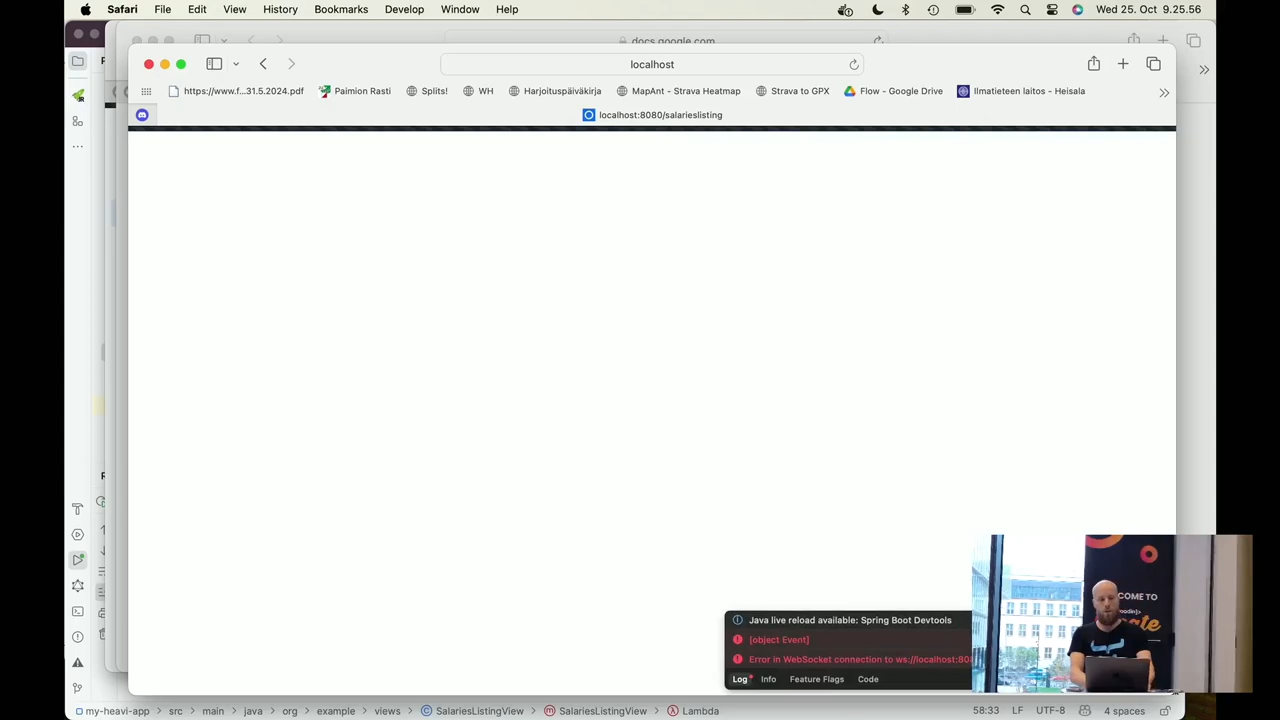 Safari File Edit View History Bookmarks Develop Window Help Wed 25. Oct 9.25.56
docs.google.com
localhost
https://www.f...31.5.2024.pdf Paimion Rasti Splits! WH Harjoituspäiväkirja MapAnt - Strava Heatmap Strava to GPX Flow - Google Drive Ilmatieteen laitos - Heisala
localhost:8080/salarieslisting
COME TO
Java live reload available: Spring Boot Devtools
[object Event]
Error in WebSocket connection to ws://localhost:808
Log Info Feature Flags Code
my-heavi-app src main java org example views SalariesListingView SalariesListingView Lambda 58:33 LF UTF-8 4 spaces